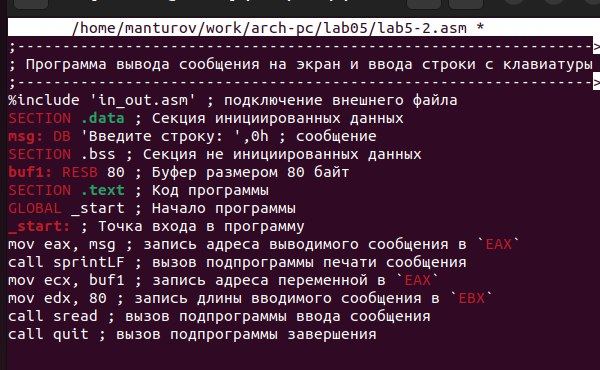 /home/manturov/work/arch-pc/lab05/lab5-2.asm *
;------------------------------------------------------------------->
; Программа вывода сообщения на экран и ввода строки с клавиатуры
;------------------------------------------------------------------->
%include 'in_out.asm' ; подключение внешнего файла
SECTION .data ; Секция инициированных данных
msg: DB 'Введите строку: ',0h ; сообщение
SECTION .bss ; Секция не инициированных данных
buf1: RESB 80 ; Буфер размером 80 байт
SECTION .text ; Код программы
GLOBAL _start ; Начало программы
_start: ; Точка входа в программу
mov eax, msg ; запись адреса выводимого сообщения в `EAX`
call sprintLF ; вызов подпрограммы печати сообщения
mov ecx, buf1 ; запись адреса переменной в `EAX`
mov edx, 80 ; запись длины вводимого сообщения в `EBX`
call sread ; вызов подпрограммы ввода сообщения
call quit ; вызов подпрограммы завершения